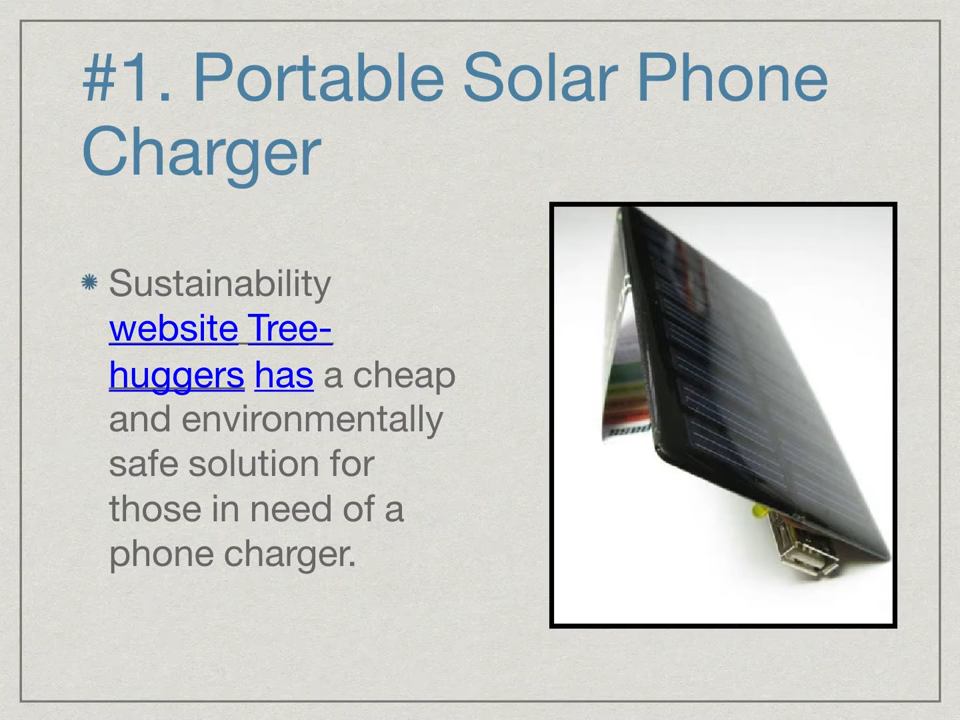 #1. Portable Solar Phone
Charger
Sustainability
website Tree-
huggers has a cheap
and environmentally
safe solution for
those in need of a
phone charger.